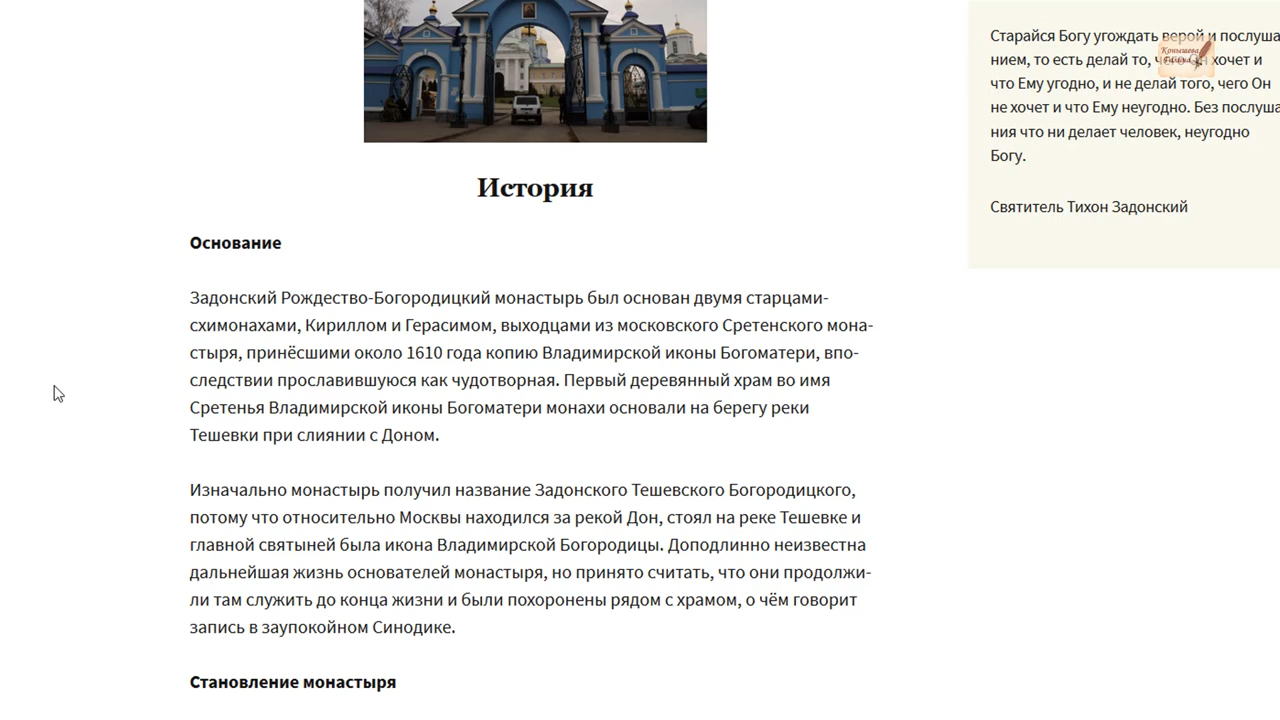 История
Основание
Задонский Рождество-Богородицкий монастырь был основан двумя старцами-
схимонахами, Кириллом и Герасимом, выходцами из московского Сретенского мона-
стыря, принёсшими около 1610 года копию Владимирской иконы Богоматери, впо-
следствии прославившуюся как чудотворная. Первый деревянный храм во имя
Сретенья Владимирской иконы Богоматери монахи основали на берегу реки
Тешевки при слиянии с Доном.
Изначально монастырь получил название Задонского Тешевского Богородицкого,
потому что относительно Москвы находился за рекой Дон, стоял на реке Тешевке и
главной святыней была икона Владимирской Богородицы. Доподлинно неизвестна
дальнейшая жизнь основателей монастыря, но принято считать, что они продолжи-
ли там служить до конца жизни и были похоронены рядом с храмом, о чём говорит
запись в заупокойном Синодике.
Становление монастыря
Старайся Богу угождать верой и послуша
нием, то есть делай то, чего Он хочет и
что Ему угодно, и не делай того, чего Он
не хочет и что Ему неугодно. Без послуша
ния что ни делает человек, неугодно
Богу.
Святитель Тихон Задонский
Конышева
Галина